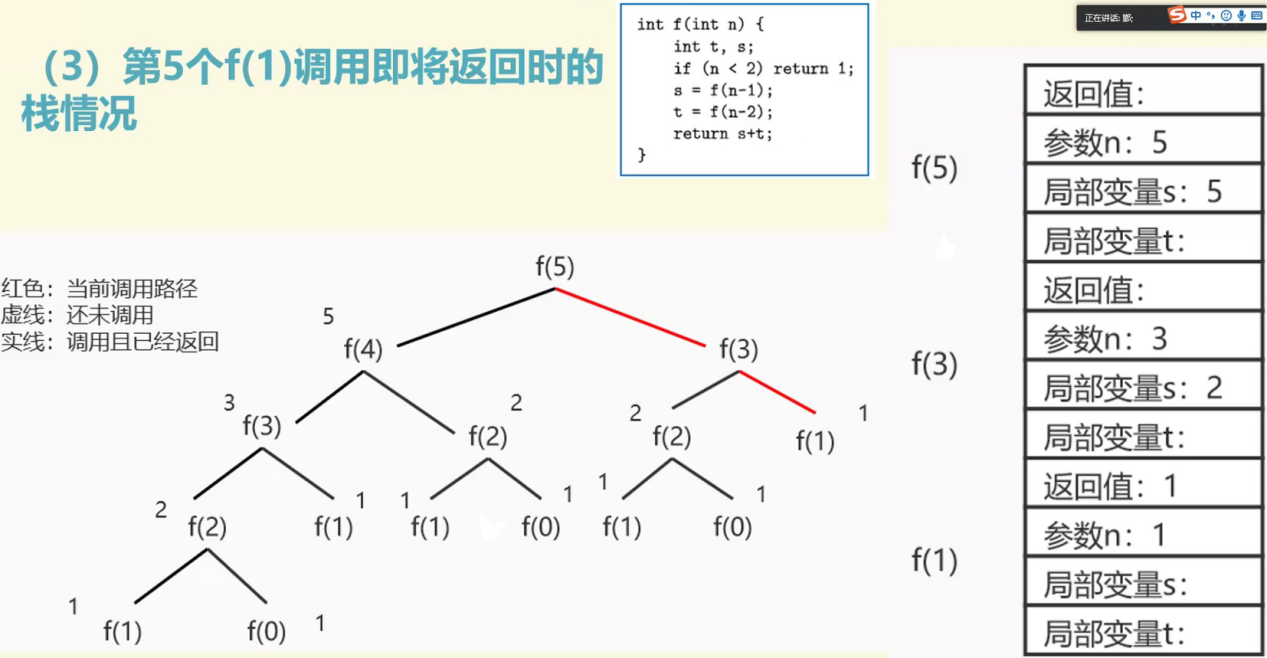 正在讲话:
中
（3）第5个f(1)调用即将返回时的
栈情况
int f(int n) {
int t, s;
if (n < 2) return 1;
s = f(n-1);
t = f(n-2);
return s+t;
}
红色：当前调用路径
虚线：还未调用
实线：调用且已经返回
f(5)
5
f(4)
f(3)
3
f(3)
2
f(2)
2
f(2)
1
f(1)
2
f(2)
1
f(1)
1
f(1)
1
f(0)
1
f(1)
1
f(0)
1
f(1)
1
f(0)
f(5)
返回值：
参数n：5
局部变量s：5
局部变量t：
f(3)
返回值：
参数n：3
局部变量s：2
局部变量t：
f(1)
返回值：1
参数n：1
局部变量s：
局部变量t：